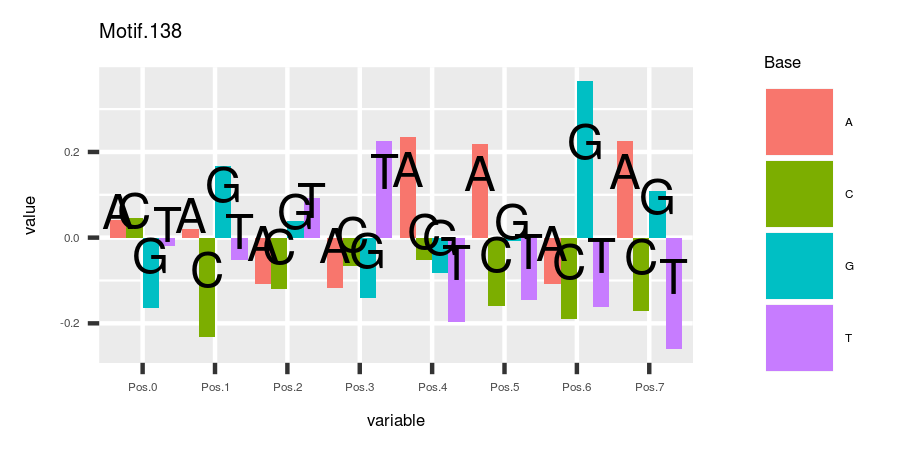 Motif.138
value
0.2
0.0
-0.2
A C G T A C G T A C G T A C G T A C G T A C G T A C G T A C G T
Pos.0 Pos.1 Pos.2 Pos.3 Pos.4 Pos.5 Pos.6 Pos.7
variable
Base
A
C
G
T